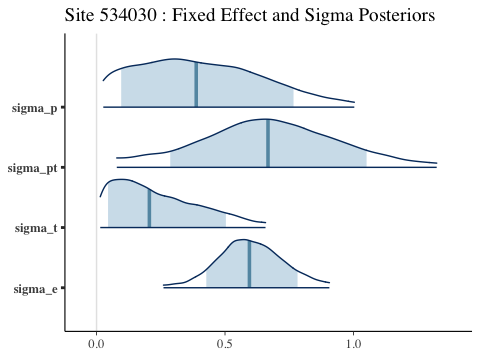 Site 534030 : Fixed Effect and Sigma Posteriors
sigma_p
sigma_pt
sigma_t
sigma_e
0.0 0.5 1.0